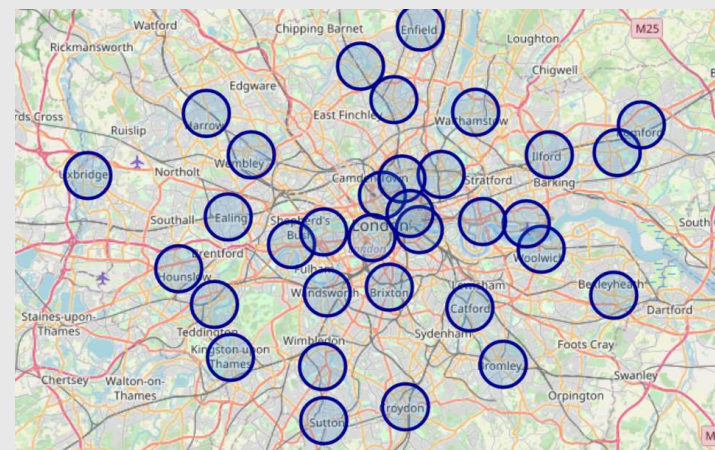 Watford
Chipping Barnet
Enfield
Loughton
M25
Rickmansworth
Chigwell
Edgware
East Finchley
Walthamstow
rds Cross
Harrow
Romford
Ruislip
Wembley
Ilford
Uxbridge
Northolt
Camden Town
Stratford
Barking
Southall
Ealing
Shepherd's
Bush
London
South
Brentford
Woolwich
Hounslow
Fulham
Wandsworth
Brixton
Lewisham
Bexleyheath
Catford
Dartford
Staines-upon-
Thames
Teddington
Sydenham
Wimbledon
Foots Cray
Kingston upon
Thames
Bromley
Swanley
Chertsey
Walton-on-
Thames
Orpington
Croydon
Sutton
M